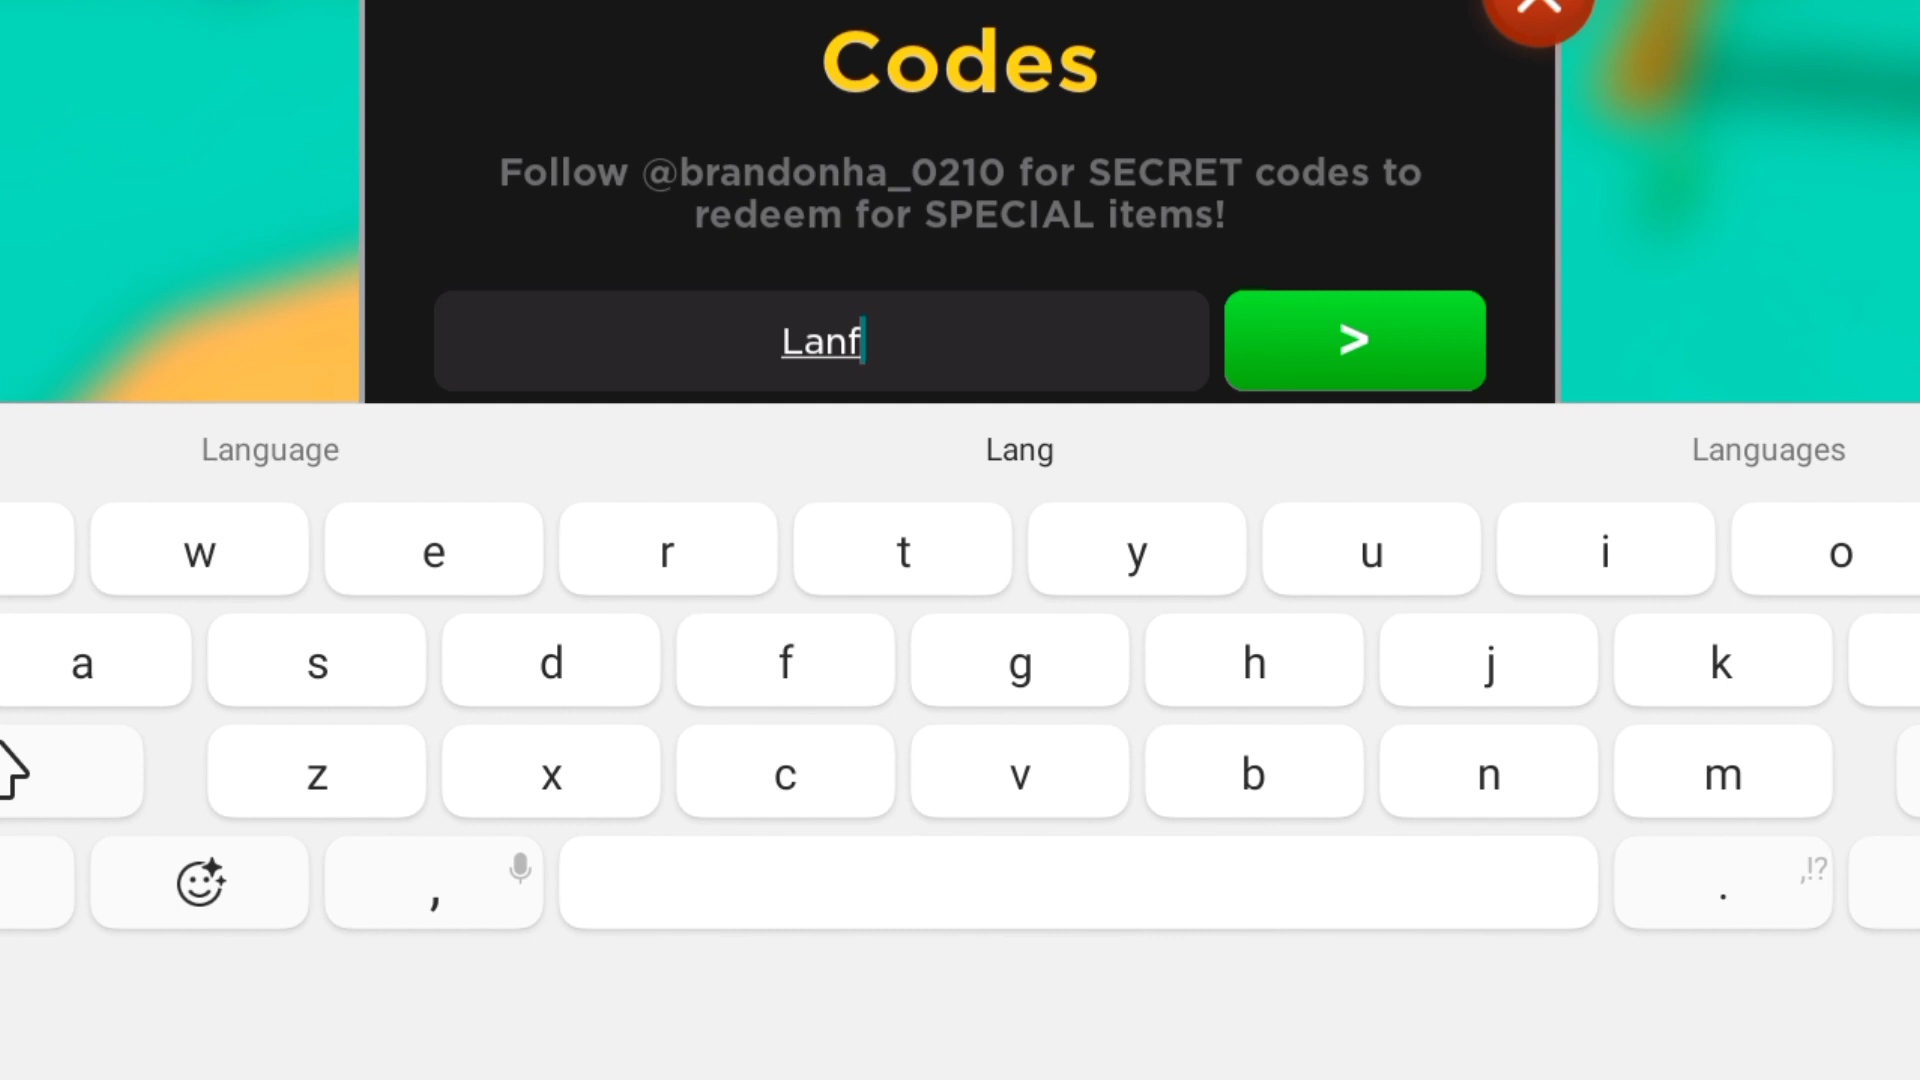 Codes
Follow @brandonha_0210 for SECRET codes to
redeem for SPECIAL items!
Lanf >
Language Lang Languages
w e r t y u i o
a s d f g h j k
z x c v b n m
, . ,!?